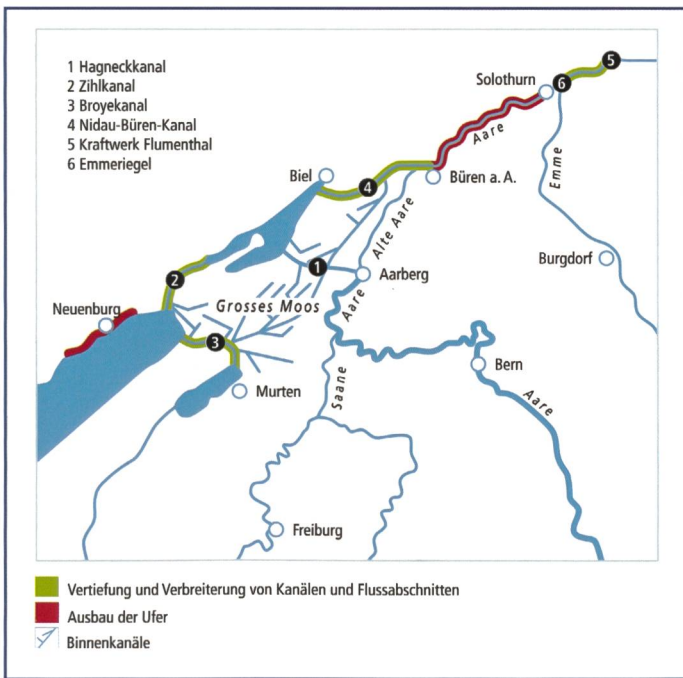 1 Hagneckkanal
2 Zihlkanal
3 Broyekanal
4 Nidau-Büren-Kanal
5 Kraftwerk Flumenthal
6 Emmeriegel
5
Solothurn
6
Aare
Biel
4
Büren a. A.
Emme
Alte Aare
1
Aarberg
Burgdorf
2
Neuenburg
Grosses Moos
Aare
3
Bern
Murten
Saane
Aare
Freiburg
Vertiefung und Verbreiterung von Kanälen und Flussabschnitten
Ausbau der Ufer
Binnenkanäle